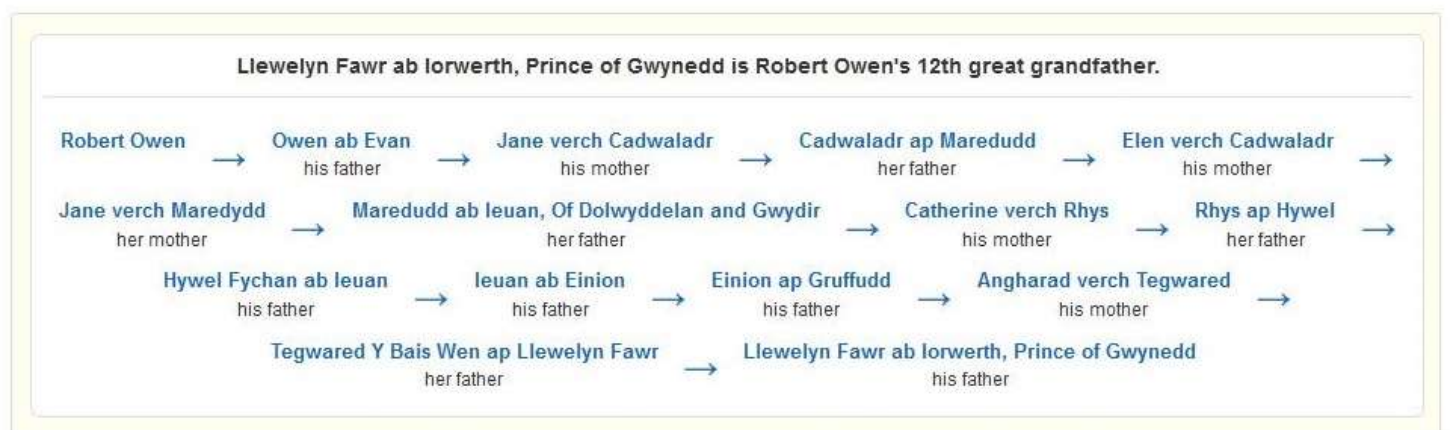 Llewelyn Fawr ab Iorwerth, Prince of Gwynedd is Robert Owen's 12th great grandfather.
Robert Owen → Owen ab Evan → Jane verch Cadwaladr → Cadwaladr ap Maredudd → Elen verch Cadwaladr →
his father his mother her father his mother
Jane verch Maredydd → Maredudd ab Ieuan, Of Dolwyddelan and Gwydir → Catherine verch Rhys → Rhys ap Hywel →
her mother her father his mother her father
Hywel Fychan ab Ieuan → Ieuan ab Einion → Einion ap Gruffudd → Angharad verch Tegwared →
his father his father his father his mother
Tegwared Y Bais Wen ap Llewelyn Fawr → Llewelyn Fawr ab Iorwerth, Prince of Gwynedd
her father his father